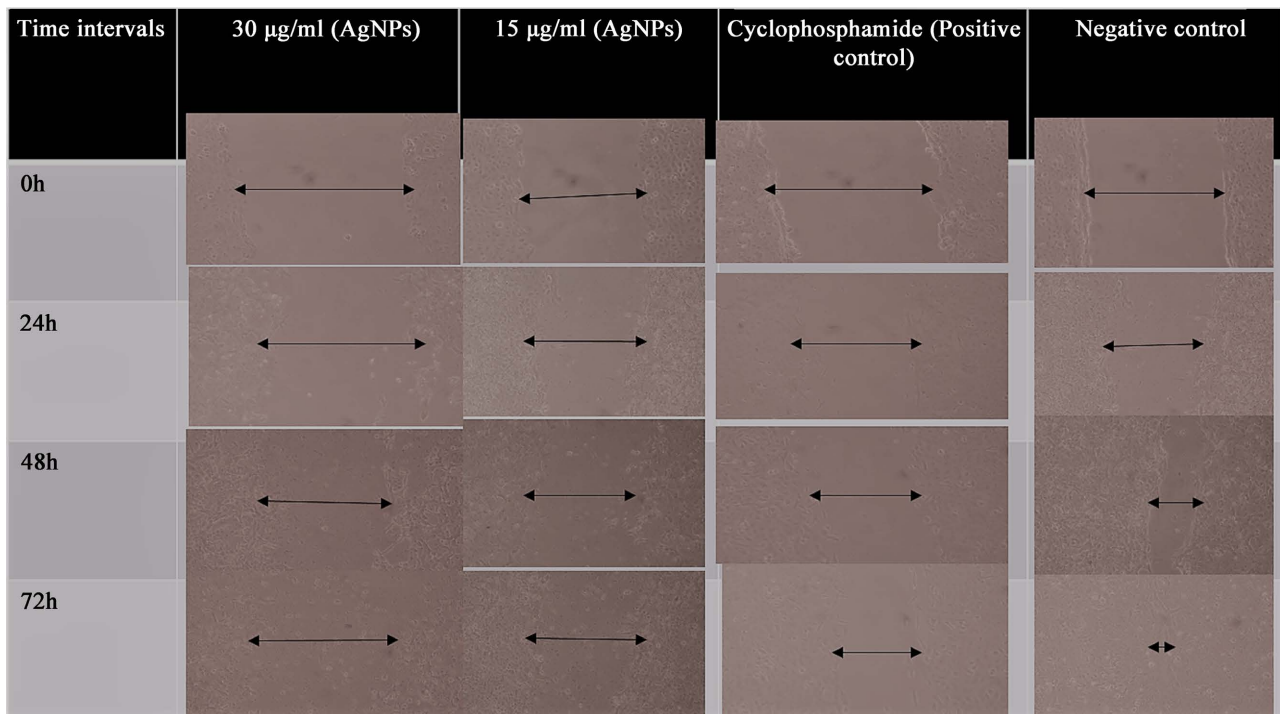 Time intervals
30 μg/ml (AgNPs)
15 μg/ml (AgNPs)
Cyclophosphamide (Positive
control)
Negative control
0h
24h
48h
72h